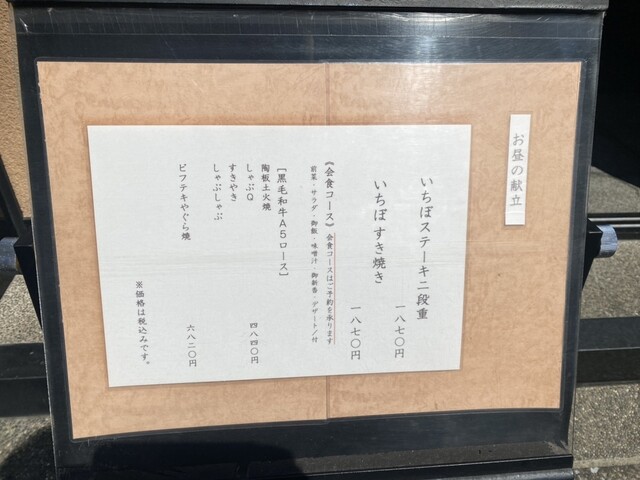 お昼の献立
いちぼステーキ二段重
一八七〇円
いちぼすき焼き
一八七〇円
《会食コース》会食コースはご予約を承ります
前菜・サラダ・御飯・味噌汁・御新香・デザート/付
[黒毛和牛A5ロース]
陶板土火焼
しゃぶQ
四八四〇円
すきやき
しゃぶしゃぶ
ビフテキやぐら焼
六八二〇円
※価格は税込みです。